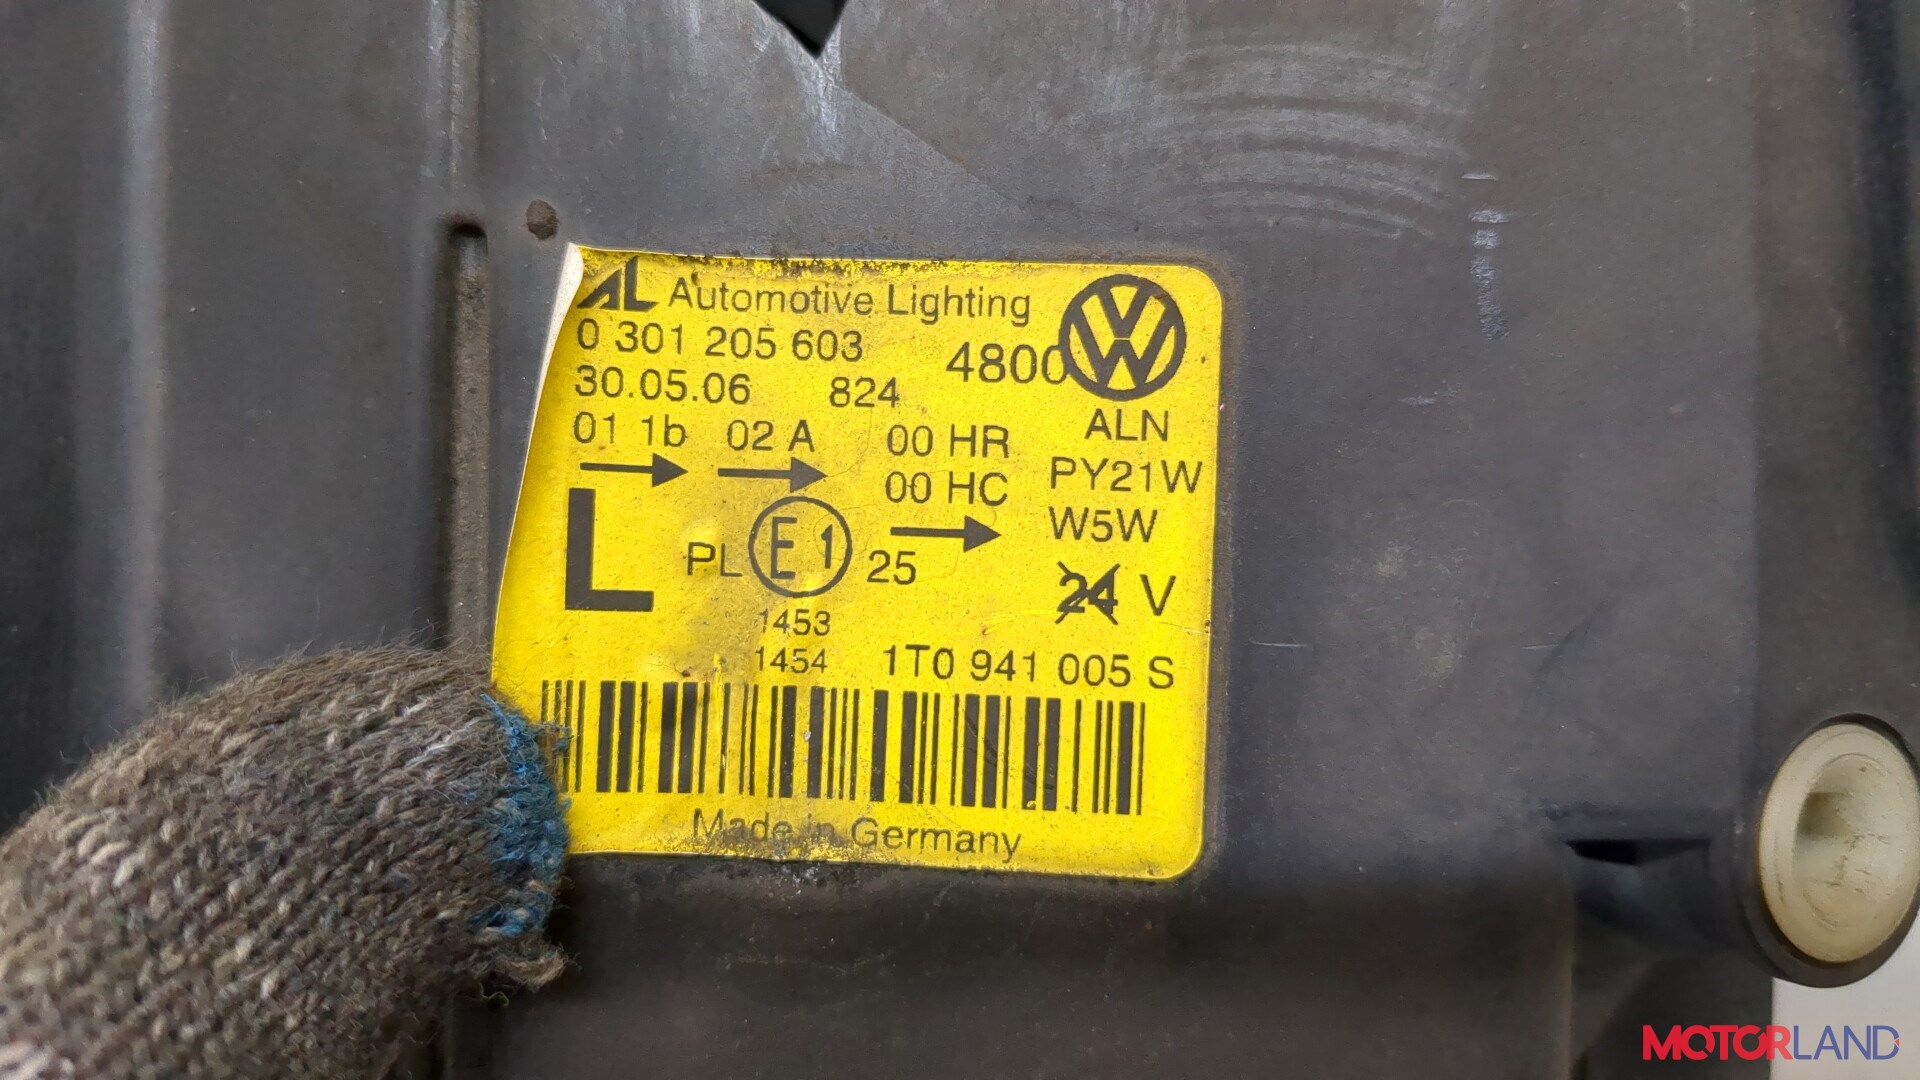 AL Automotive Lighting
0 301 205 603 4800
30.05.06 824
ALN
01 1b 02 A 00 HR
PY21W
00 HC
W5W
L PL E1 25
24 V
1453
1454 1T0 941 005 S
Made in Germany
MOTORLAND